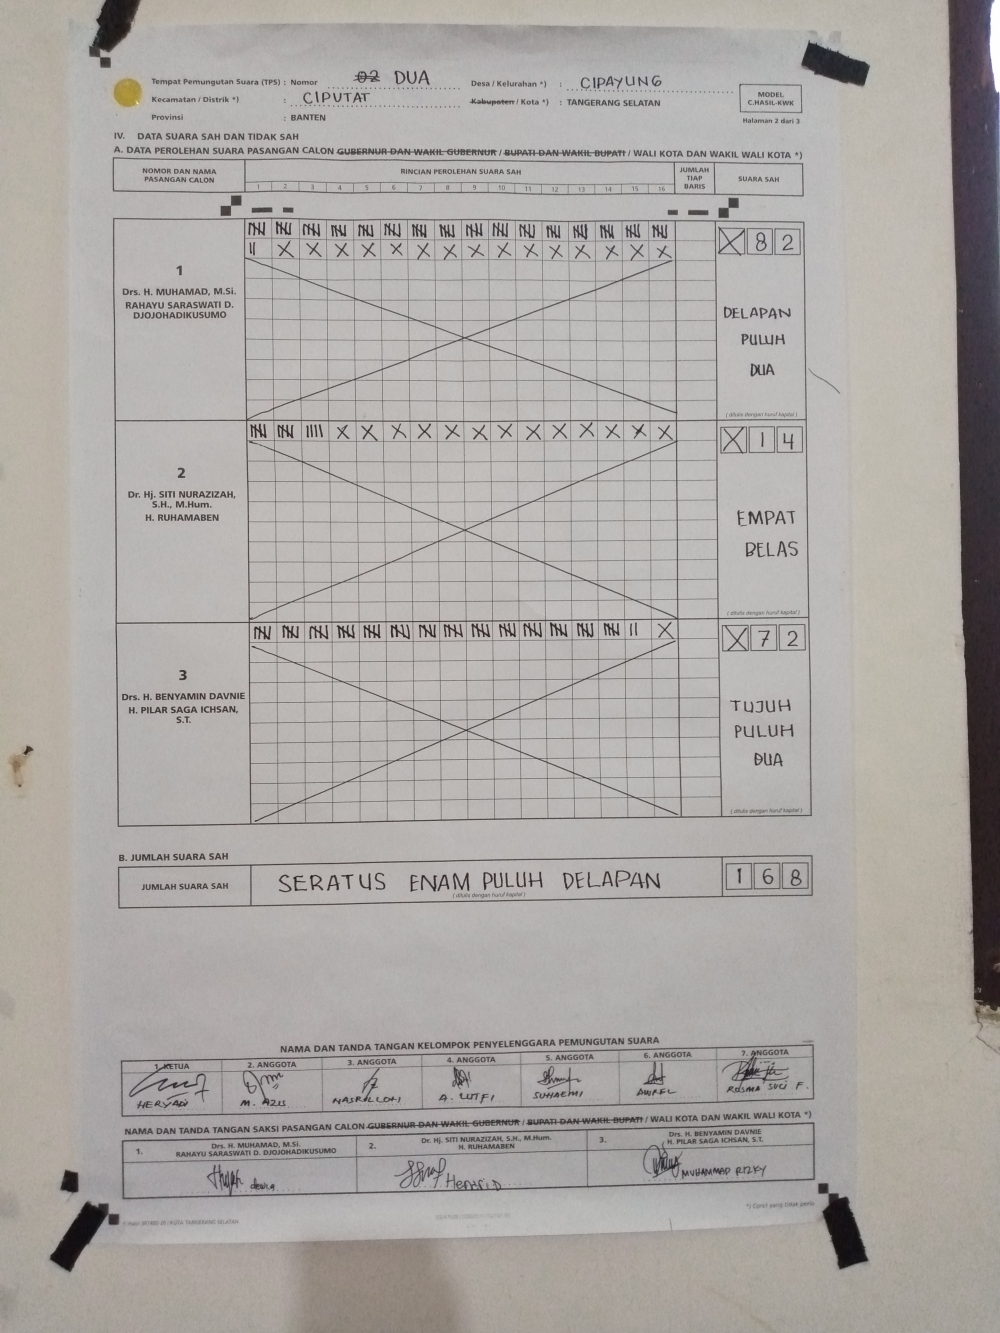 Tempat Pemungutan Suara (TPS) : Nomor 02 DUA Desa / Kelurahan *) : CIPAYUNG
Kecamatan / Distrik *) : CIPUTAT Kabupaten / Kota *) : TANGERANG SELATAN
Provinsi : BANTEN
MODEL
C.HASIL-KWK
Halaman 2 dari 3
IV. DATA SUARA SAH DAN TIDAK SAH
A. DATA PEROLEHAN SUARA PASANGAN CALON GUBERNUR DAN WAKIL GUBERNUR / BUPATI DAN WAKIL BUPATI / WALI KOTA DAN WAKIL WALI KOTA *)
NOMOR DAN NAMA
PASANGAN CALON
RINCIAN PEROLEHAN SUARA SAH
1 2 3 4 5 6 7 8 9 10 11 12 13 14 15 16
JUMLAH
TIAP
BARIS
SUARA SAH
1
Drs. H. MUHAMAD, M.Si.
RAHAYU SARASWATI D.
DJOJOHADIKUSUMO
X 8 2
DELAPAN
PULUH
DUA
( ditulis dengan huruf kapital )
2
Dr. Hj. SITI NURAZIZAH,
S.H., M.Hum.
H. RUHAMABEN
X 1 4
EMPAT
BELAS
( ditulis dengan huruf kapital )
3
Drs. H. BENYAMIN DAVNIE
H. PILAR SAGA ICHSAN,
S.T.
X 7 2
TUJUH
PULUH
DUA
( ditulis dengan huruf kapital )
B. JUMLAH SUARA SAH
JUMLAH SUARA SAH SERATUS ENAM PULUH DELAPAN 1 6 8
( ditulis dengan huruf kapital )
NAMA DAN TANDA TANGAN KELOMPOK PENYELENGGARA PEMUNGUTAN SUARA
1. KETUA 2. ANGGOTA 3. ANGGOTA 4. ANGGOTA 5. ANGGOTA 6. ANGGOTA 7. ANGGOTA
HERYADI M. AZIS NASRULLOH A. LUTFI SUHAEMI AWREL ROSMA SUCI F.
NAMA DAN TANDA TANGAN SAKSI PASANGAN CALON GUBERNUR DAN WAKIL GUBERNUR / BUPATI DAN WAKIL BUPATI / WALI KOTA DAN WAKIL WALI KOTA *)
1. Drs. H. MUHAMAD, M.Si.
RAHAYU SARASWATI D. DJOJOHADIKUSUMO
2. Dr. Hj. SITI NURAZIZAH, S.H., M.Hum.
H. RUHAMABEN
3. Drs. H. BENYAMIN DAVNIE
H. PILAR SAGA ICHSAN, S.T.
MUHAMMAD RIZKY
*) Coret yang tidak perlu